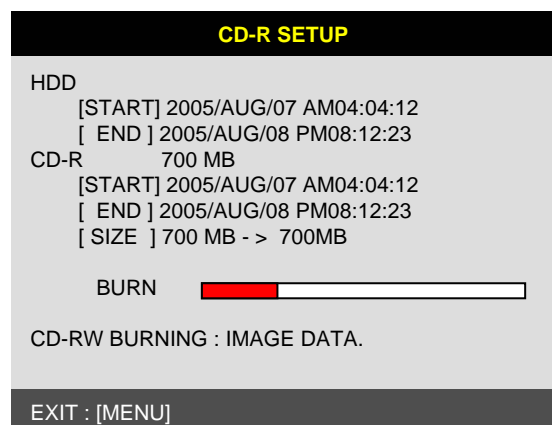 CD-R SETUP
HDD
[START] 2005/AUG/07 AM04:04:12
[  END ] 2005/AUG/08 PM08:12:23
CD-R 700 MB
[START] 2005/AUG/07 AM04:04:12
[  END ] 2005/AUG/08 PM08:12:23
[ SIZE  ] 700 MB - >  700MB
BURN
CD-RW BURNING : IMAGE DATA.
EXIT : [MENU]